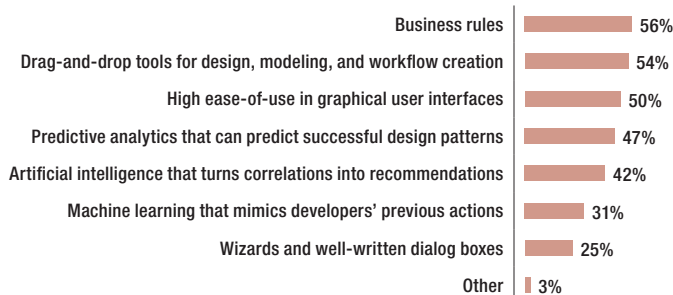 Business rules 56%
Drag-and-drop tools for design, modeling, and workflow creation 54%
High ease-of-use in graphical user interfaces 50%
Predictive analytics that can predict successful design patterns 47%
Artificial intelligence that turns correlations into recommendations 42%
Machine learning that mimics developers’ previous actions 31%
Wizards and well-written dialog boxes 25%
Other 3%